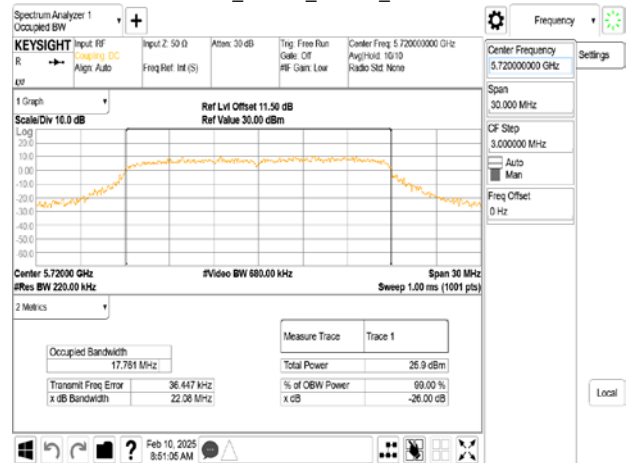 Spectrum Analyzer 1
Occupied BW
KEYSIGHT
R
Input: RF
Coupling: DC
Align: Auto
Input Z: 50 Ω
Freq Ref: Int (S)
Atten: 30 dB
Trig: Free Run
Gate: Off
#IF Gain: Low
Center Freq: 5.720000000 GHz
Avg|Hold: 10/10
Radio Std: None
1 Graph
Scale/Div 10.0 dB
Ref Lvl Offset 11.50 dB
Ref Value 30.00 dBm
Log
20.0
10.0
0.00
-10.0
-20.0
-30.0
-40.0
-50.0
-60.0
Center 5.72000 GHz
#Video BW 680.00 kHz
Span 30 MHz
#Res BW 220.00 kHz
Sweep 1.00 ms (1001 pts)
2 Metrics
Measure Trace Trace 1
Occupied Bandwidth
17.761 MHz
Total Power 25.9 dBm
Transmit Freq Error 36.447 kHz
% of OBW Power 99.00 %
x dB Bandwidth 22.08 MHz
x dB -26.00 dB
?
Feb 10, 2025
8:51:05 AM
Frequency
Center Frequency
5.720000000 GHz
Settings
Span
30.000 MHz
CF Step
3.000000 MHz
Auto
Man
Freq Offset
0 Hz
Local